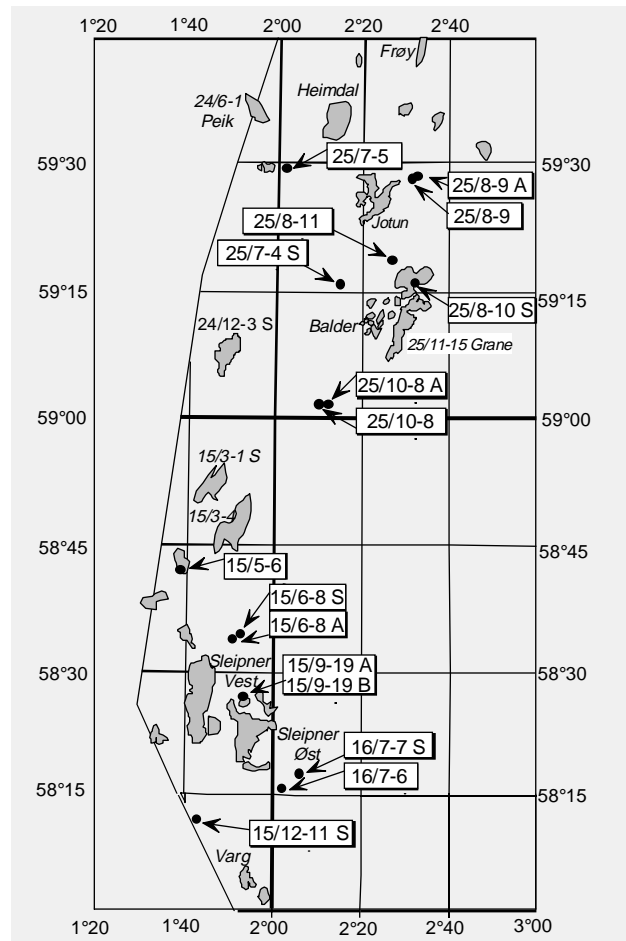 1°20
1°40
2°00
2°20
2°40
3°00
Frøy
24/6-1
Peik
Heimdal
59°30
25/7-5
59°30
25/8-9 A
25/8-9
Jotun
25/8-11
25/7-4 S
59°15
59°15
25/8-10 S
24/12-3 S
Balder
25/11-15 Grane
25/10-8 A
25/10-8
59°00
59°00
15/3-1 S
15/3-4
58°45
58°45
15/5-6
15/6-8 S
15/6-8 A
Sleipner
Vest
58°30
58°30
15/9-19 A
15/9-19 B
Sleipner
Øst
16/7-7 S
16/7-6
58°15
58°15
15/12-11 S
Varg
1°20
1°40
2°00
2°20
2°40
3°00